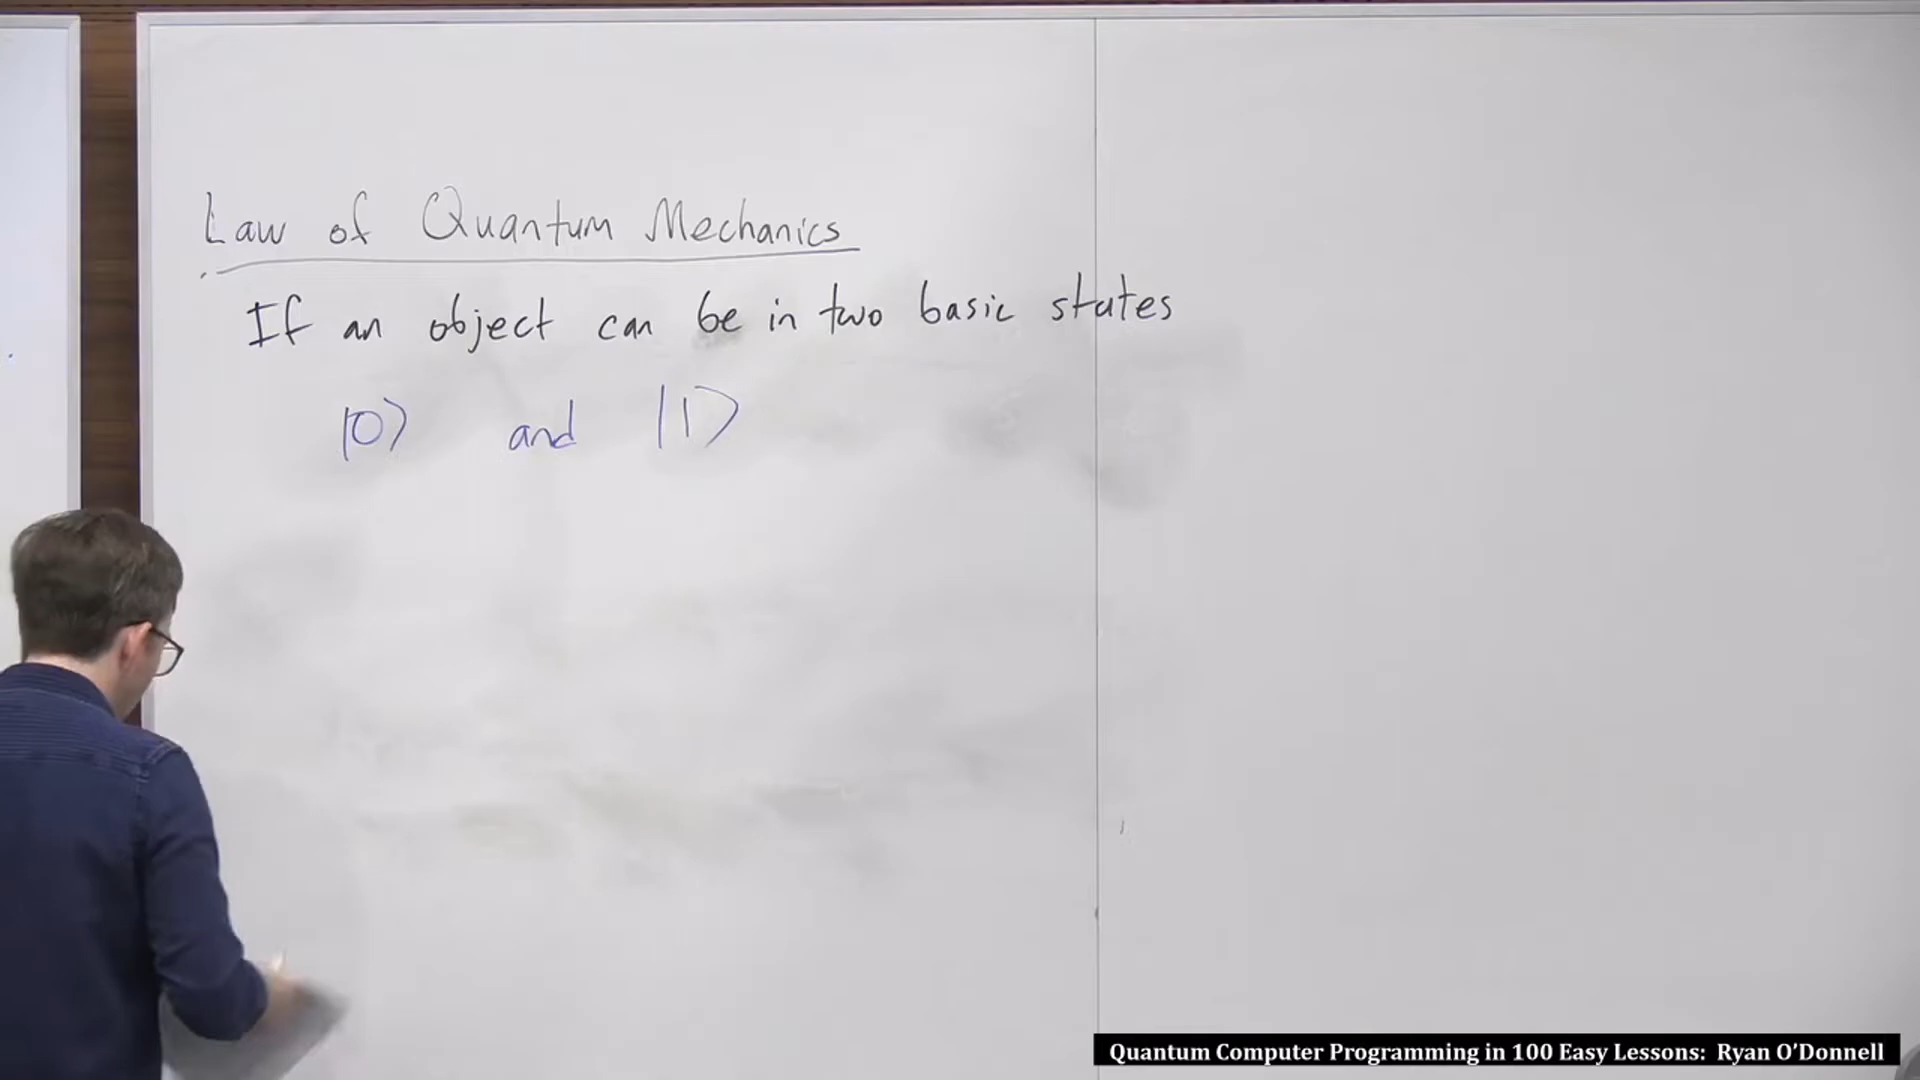 Law of Quantum Mechanics
If an object can be in two basic states
|0⟩ and |1⟩
Quantum Computer Programming in 100 Easy Lessons: Ryan O'Donnell